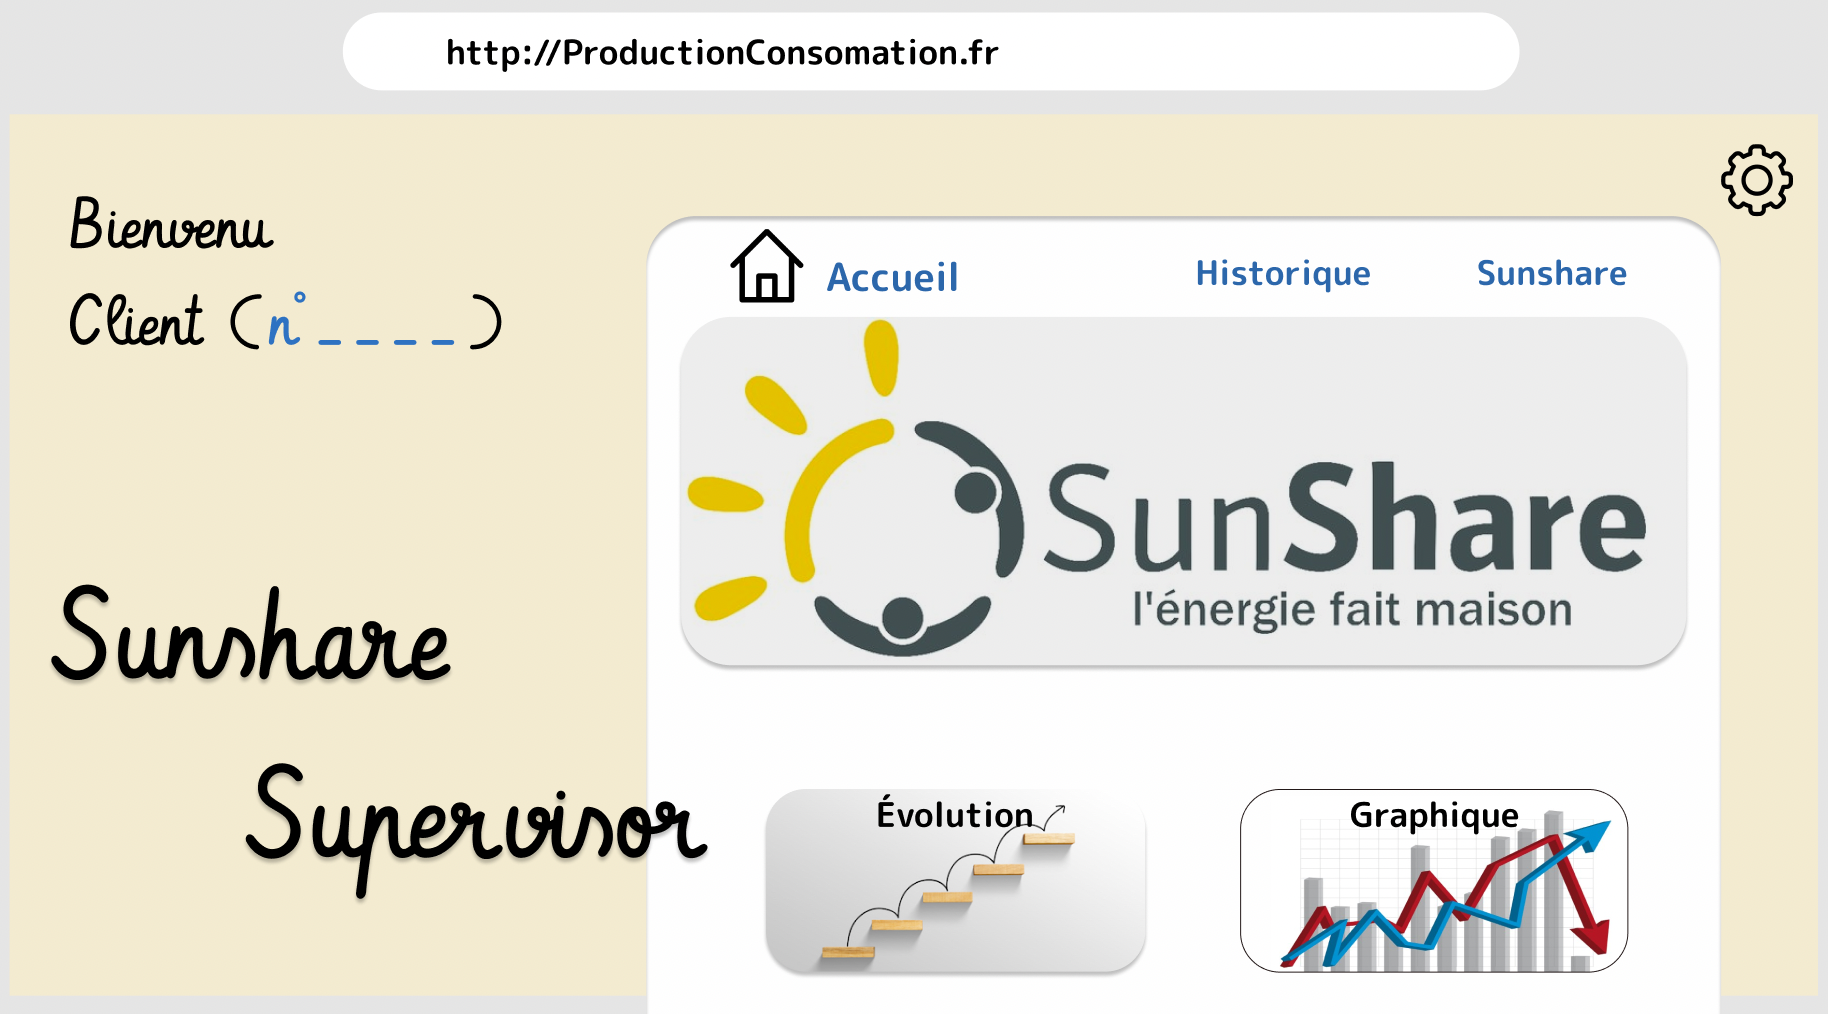 http://ProductionConsomation.fr
Bienvenu
Client (n° _ _ _ _ )
Accueil
Historique
Sunshare
SunShare
l'énergie fait maison
Sunshare
Supervisor
Évolution
Graphique